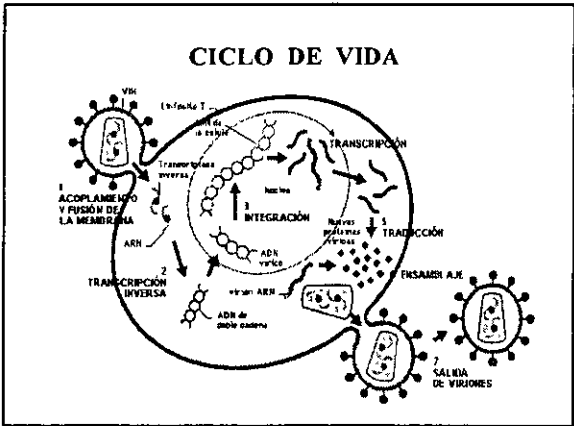 CICLO DE VIDA
VIH
Linfocito T
ADN de
la célula
TRANSCRIPCIÓN
Transcriptasa
inversa
1
ACOPLAMIENTO
Y FUSIÓN DE
LA MEMBRANA
Núcleo
3
INTEGRACIÓN
ARN
ADN
vírico
Nuevas
proteínas
víricas
5
TRADUCCIÓN
2
TRANSCRIPCIÓN
INVERSA
ENSAMBLAJE
ARN
ADN de
doble cadena
7
SALIDA
DE VIRIONES